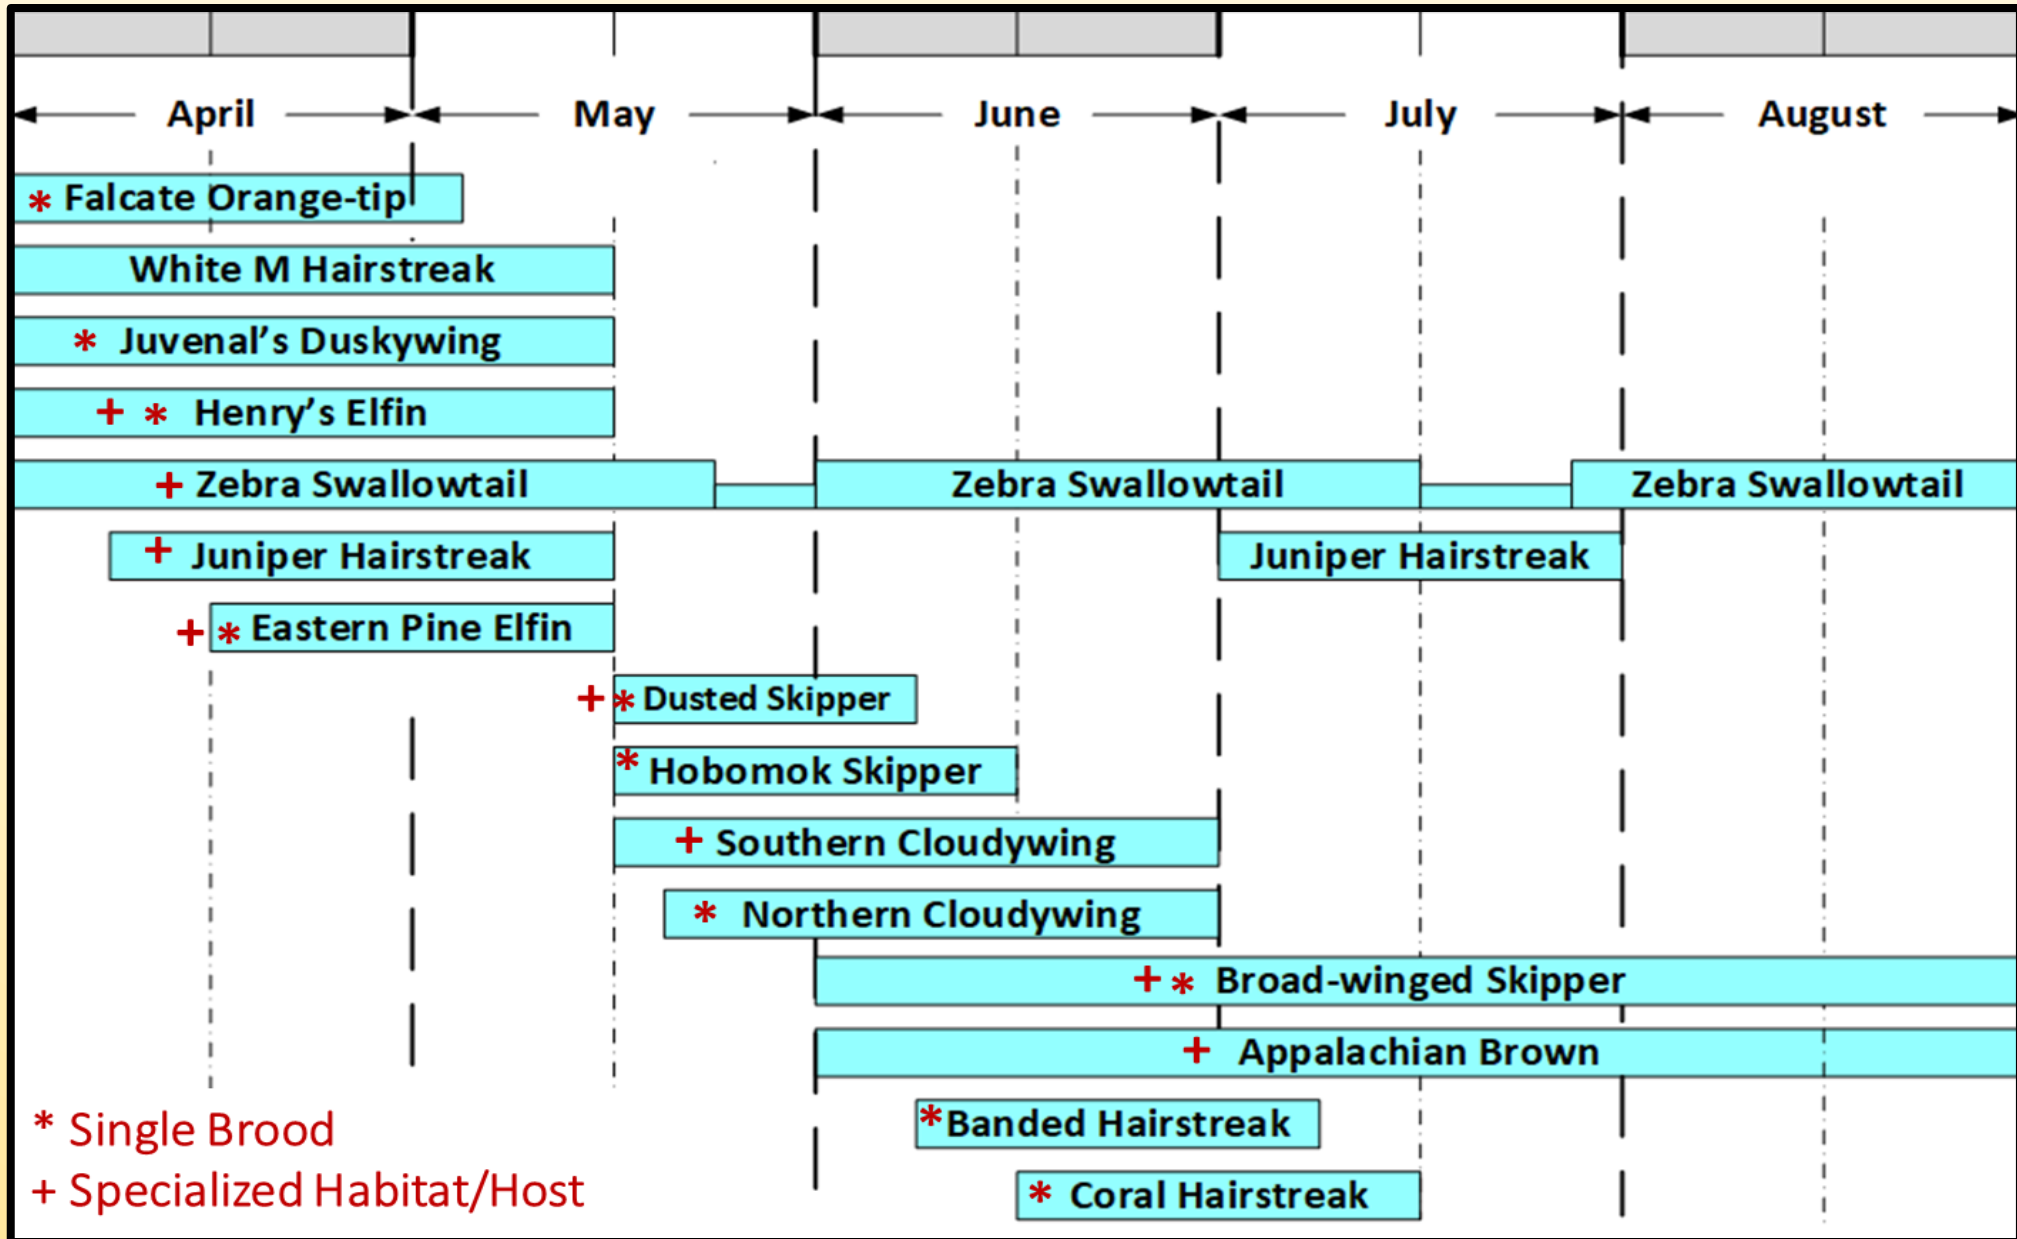 April May June July August
* Falcate Orange-tip
White M Hairstreak
* Juvenal’s Duskywing
+ * Henry’s Elfin
+ Zebra Swallowtail Zebra Swallowtail Zebra Swallowtail
+ Juniper Hairstreak Juniper Hairstreak
+ * Eastern Pine Elfin
+ * Dusted Skipper
* Hobomok Skipper
+ Southern Cloudywing
* Northern Cloudywing
+ * Broad-winged Skipper
+ Appalachian Brown
* Banded Hairstreak
* Coral Hairstreak
* Single Brood
+ Specialized Habitat/Host